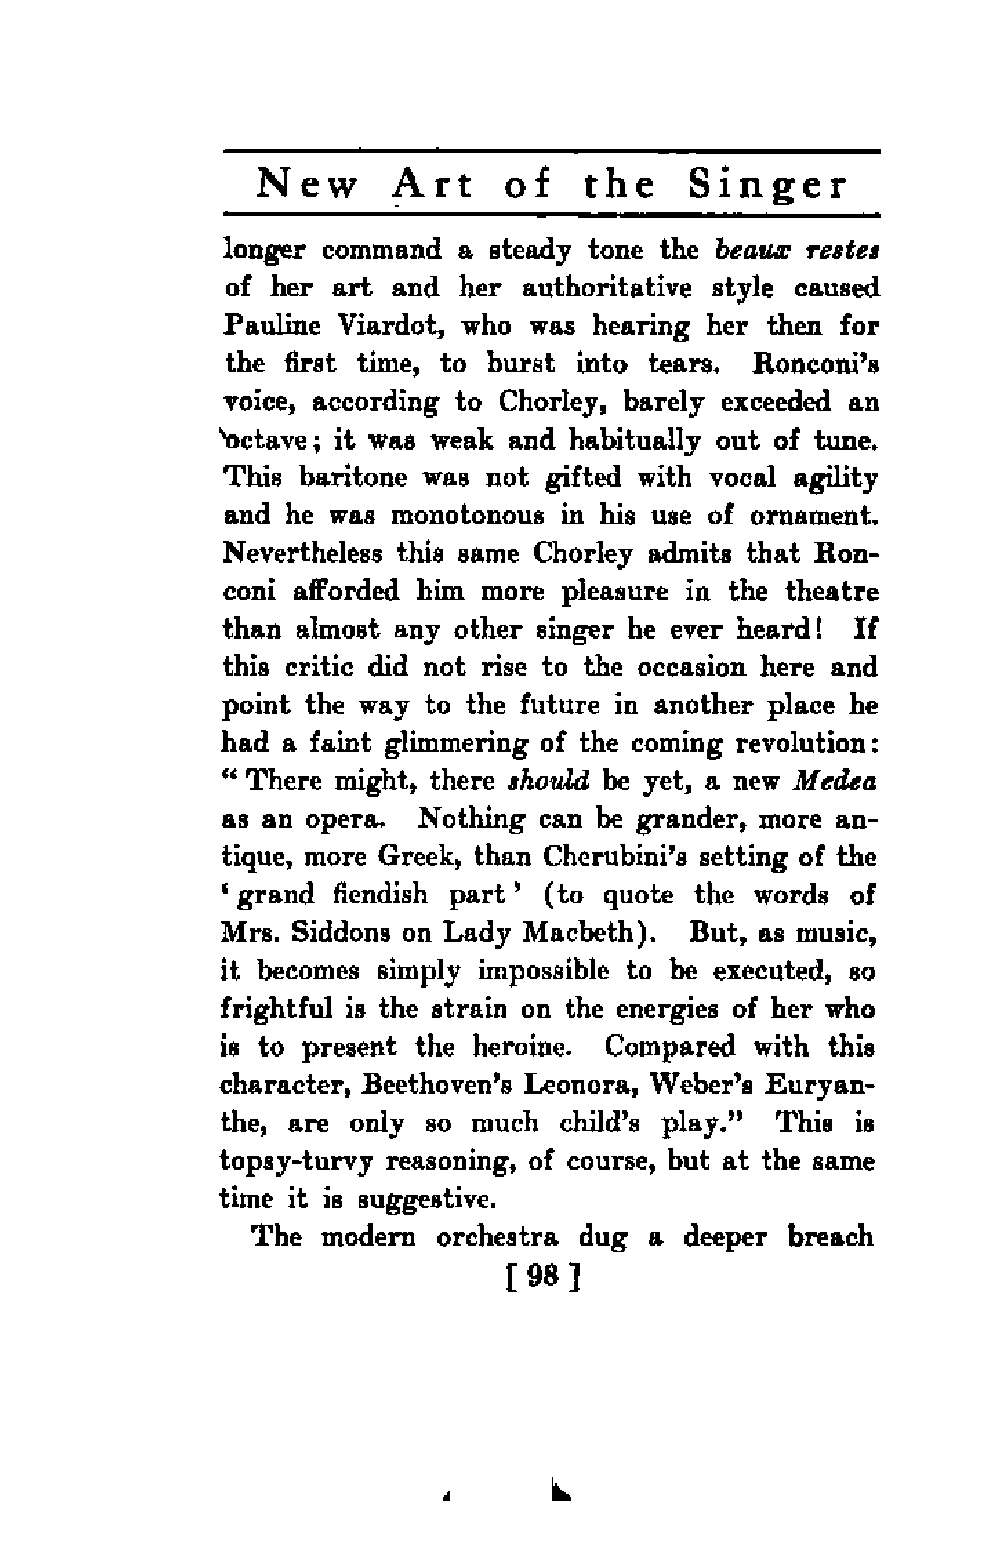 New Art of the Singer
longer command a steady tone the beaux restes
of her art and her authoritative style caused
Pauline Viardot, who was hearing her then for
the first time, to burst into tears. Ronconi's
voice, according to Chorley, barely exceeded an
octave; it was weak and habitually out of tune.
This baritone was not gifted with vocal agility
and he was monotonous in his use of ornament.
Nevertheless this same Chorley admits that Ron-
coni afforded him more pleasure in the theatre
than almost any other singer he ever heard! If
this critic did not rise to the occasion here and
point the way to the future in another place he
had a faint glimmering of the coming revolution:
“ There might, there should be yet, a new Medea
as an opera. Nothing can be grander, more an-
tique, more Greek, than Cherubini's setting of the
‘ grand fiendish part ’ (to quote the words of
Mrs. Siddons on Lady Macbeth). But, as music,
it becomes simply impossible to be executed, so
frightful is the strain on the energies of her who
is to present the heroine. Compared with this
character, Beethoven's Leonora, Weber's Euryan-
the, are only so much child's play.” This is
topsy-turvy reasoning, of course, but at the same
time it is suggestive.
The modern orchestra dug a deeper breach
[ 98 ]